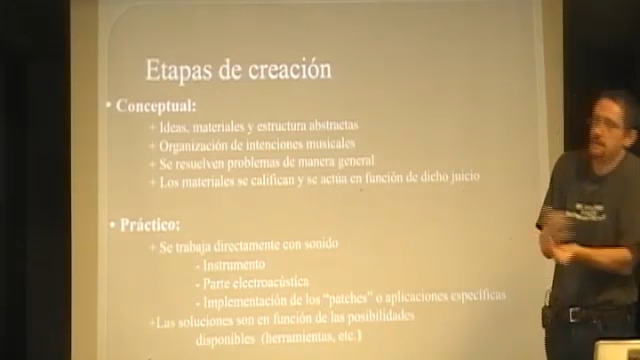 Etapas de creación
• Conceptual:
+ Ideas, materiales y estructura abstractas
+ Organización de intenciones musicales
+ Se resuelven problemas de manera general
+ Los materiales se califican y se actúa en función de dicho juicio
• Práctico:
+ Se trabaja directamente con sonido
- Instrumento
- Parte electroacústica
- Implementación de los "patches" o aplicaciones específicas
+Las soluciones son en función de las posibilidades
disponibles (herramientas, etc.)